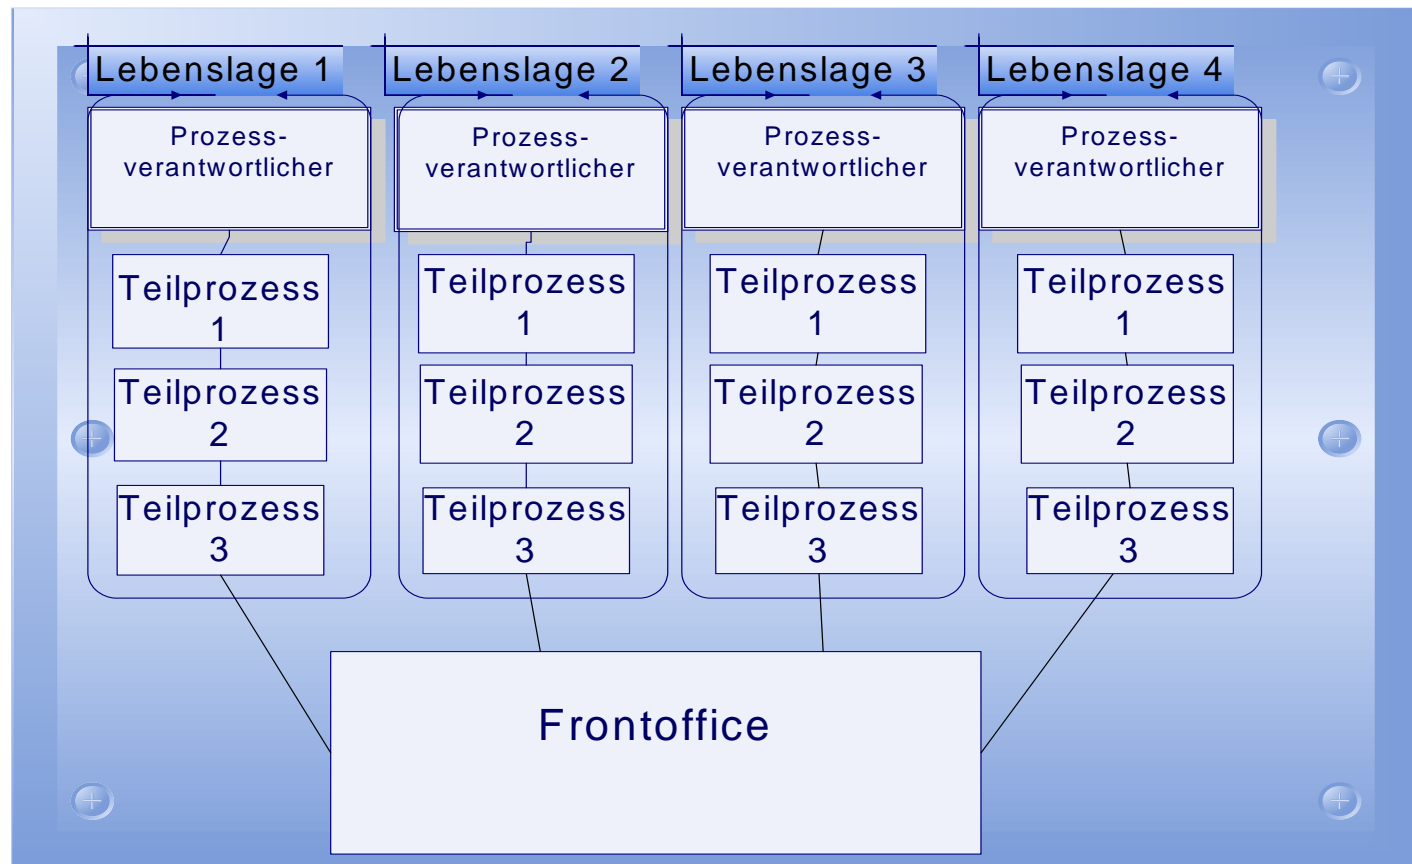 Lebenslage 1
Prozess-
verantwortlicher
Teilprozess
1
Teilprozess
2
Teilprozess
3
Lebenslage 2
Prozess-
verantwortlicher
Teilprozess
1
Teilprozess
2
Teilprozess
3
Lebenslage 3
Prozess-
verantwortlicher
Teilprozess
1
Teilprozess
2
Teilprozess
3
Lebenslage 4
Prozess-
verantwortlicher
Teilprozess
1
Teilprozess
2
Teilprozess
3
Frontoffice